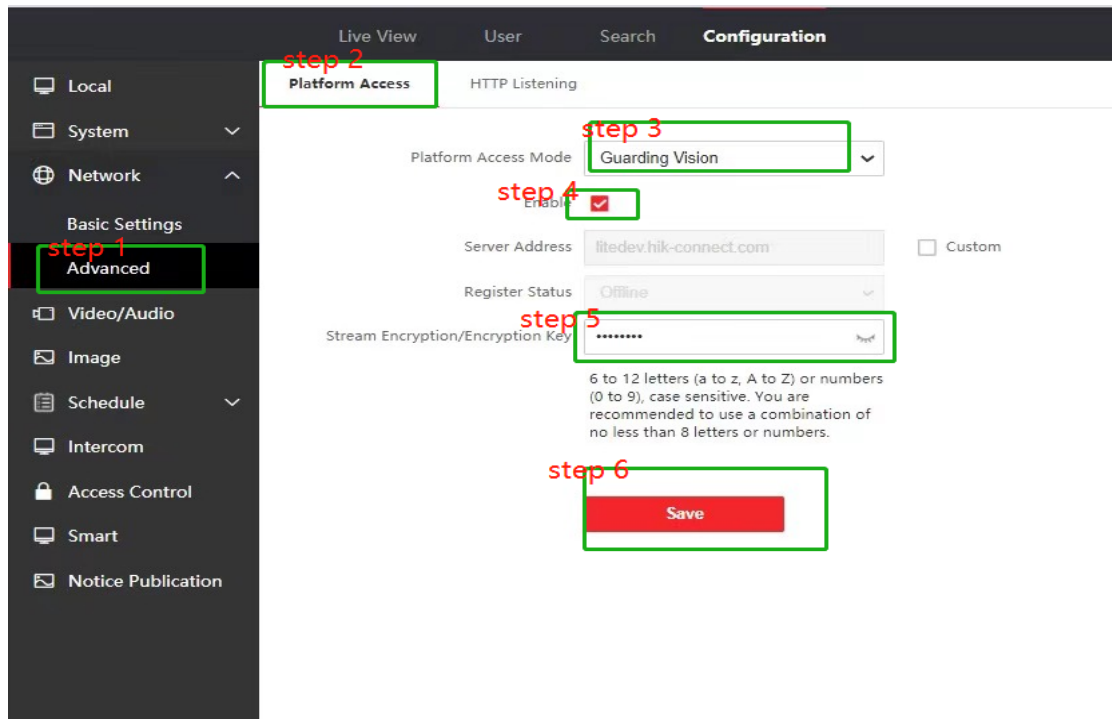 Live View User Search Configuration
step 2
Local
Platform Access HTTP Listening
System
step 3
Platform Access Mode Guarding Vision
Network
step 4
Enable
Basic Settings
step 1
Server Address litedev.hik-connect.com Custom
Advanced
Register Status Offline
Video/Audio
step 5
Stream Encryption/Encryption Key ••••••••
Image
6 to 12 letters (a to z, A to Z) or numbers
(0 to 9), case sensitive. You are
recommended to use a combination of
no less than 8 letters or numbers.
Schedule
Intercom
step 6
Access Control
Save
Smart
Notice Publication